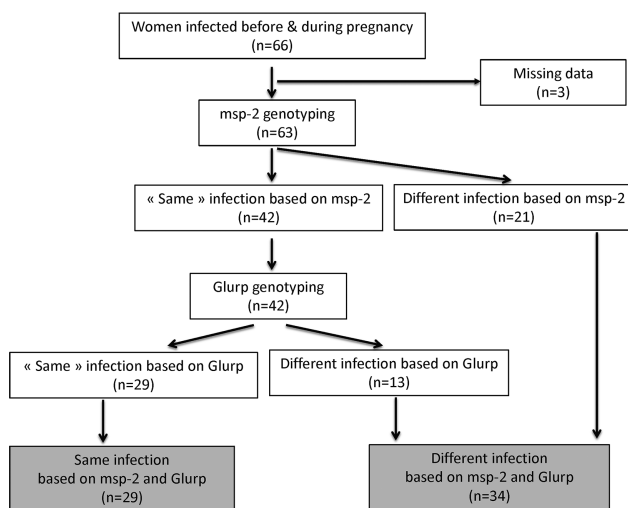 Women infected before & during pregnancy
(n=66)
Missing data
(n=3)
msp-2 genotyping
(n=63)
« Same » infection based on msp-2
(n=42)
Different infection based on msp-2
(n=21)
Glurp genotyping
(n=42)
« Same » infection based on Glurp
(n=29)
Different infection based on Glurp
(n=13)
Same infection
based on msp-2 and Glurp
(n=29)
Different infection
based on msp-2 and Glurp
(n=34)